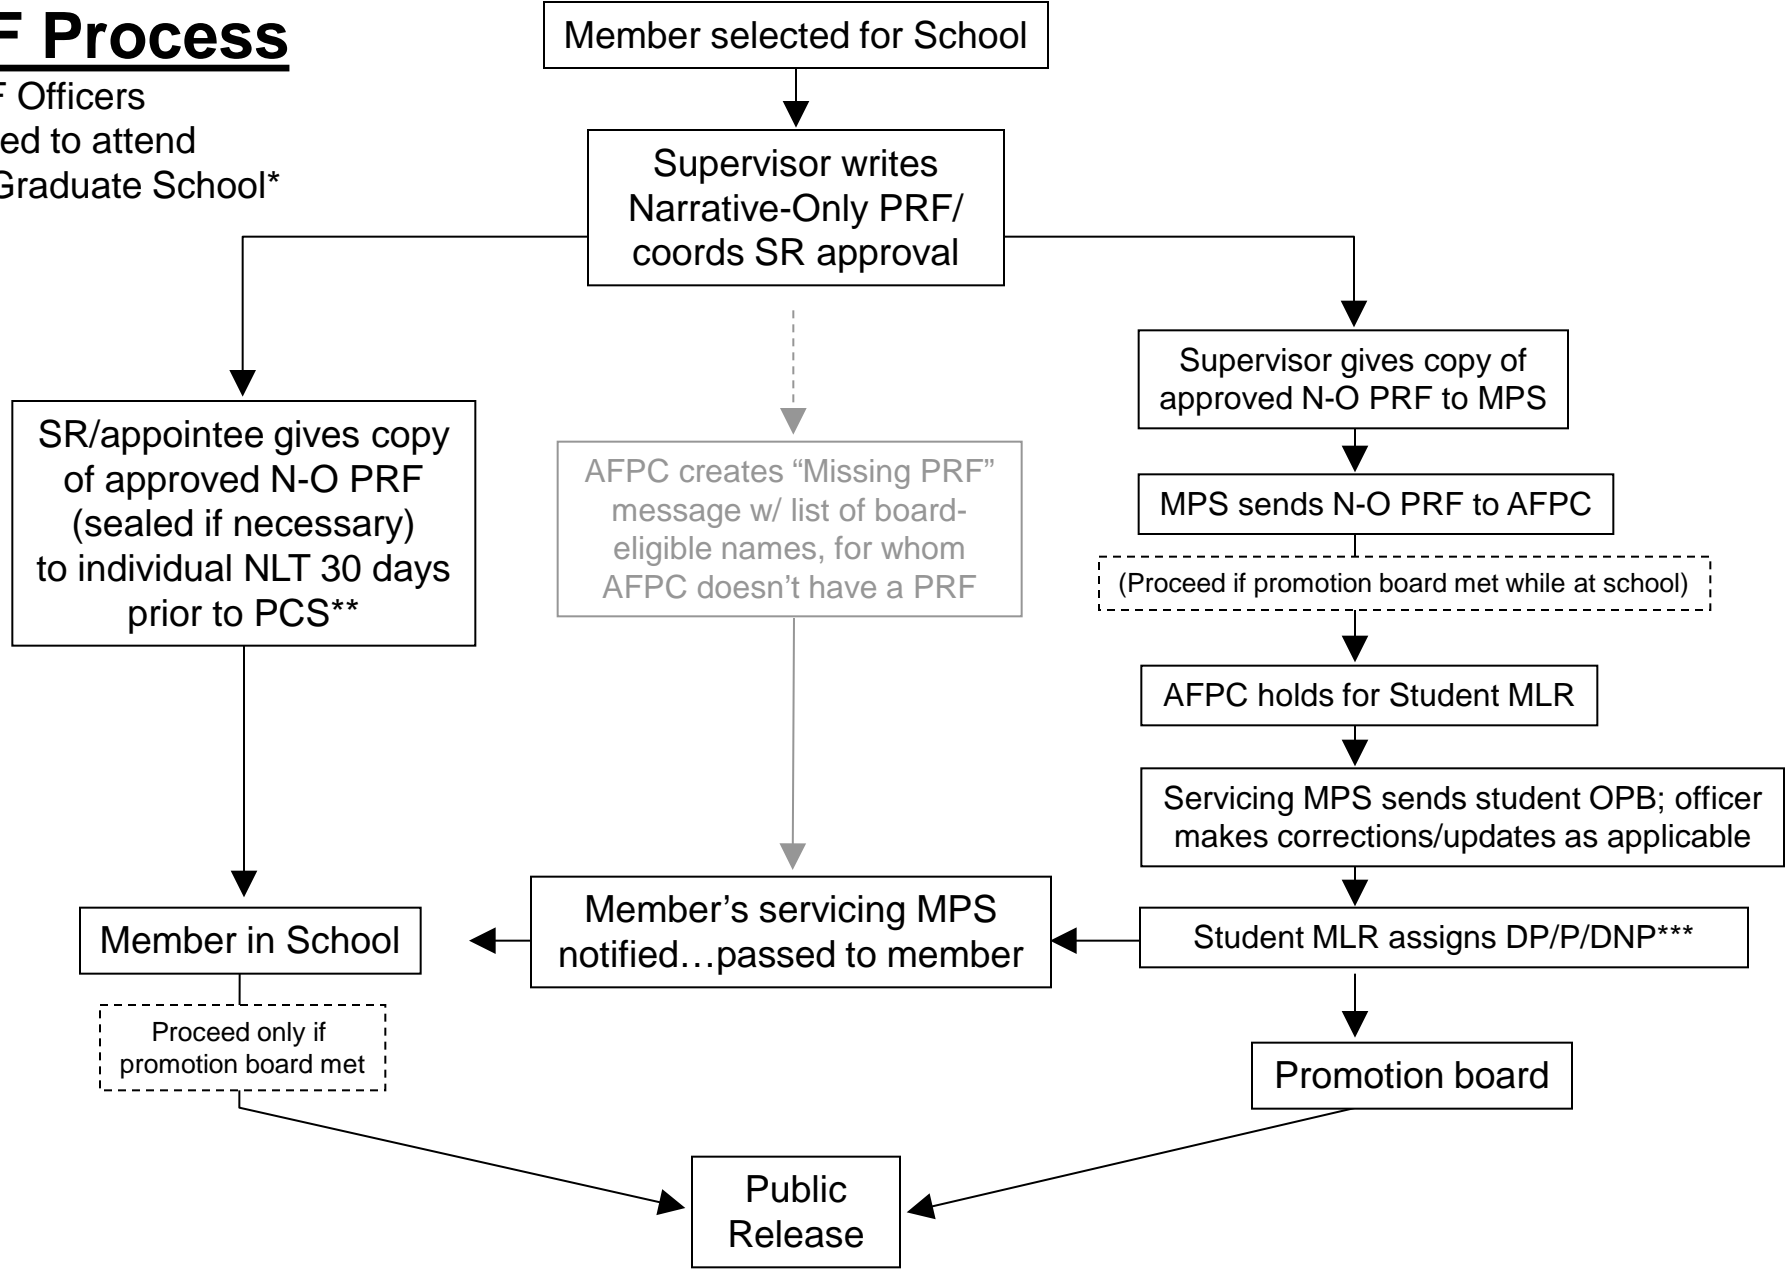 F Process
F Officers
ed to attend
Graduate School*
Member selected for School
Supervisor writes
Narrative-Only PRF/
coords SR approval
SR/appointee gives copy
of approved N-O PRF
(sealed if necessary)
to individual NLT 30 days
prior to PCS**
AFPC creates “Missing PRF”
message w/ list of board-
eligible names, for whom
AFPC doesn’t have a PRF
Supervisor gives copy of
approved N-O PRF to MPS
MPS sends N-O PRF to AFPC
(Proceed if promotion board met while at school)
AFPC holds for Student MLR
Servicing MPS sends student OPB; officer
makes corrections/updates as applicable
Member in School
Member’s servicing MPS
notified…passed to member
Student MLR assigns DP/P/DNP***
Proceed only if
promotion board met
Promotion board
Public
Release